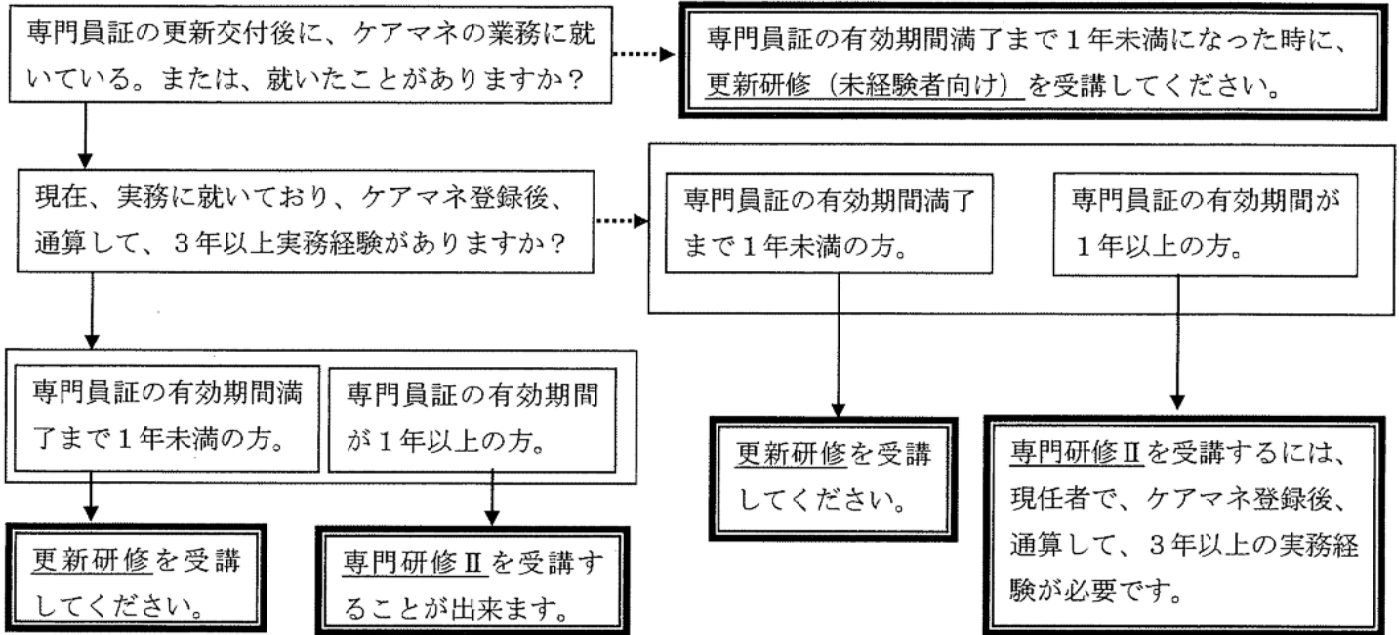 専門員証の更新交付後に、ケアマネの業務に就
いている。または、就いたことがありますか？
専門員証の有効期間満了まで１年未満になった時に、
更新研修（未経験者向け）を受講してください。
現在、実務に就いており、ケアマネ登録後、
通算して、３年以上実務経験がありますか？
専門員証の有効期間満了
まで１年未満の方。
専門員証の有効期間が
１年以上の方。
専門員証の有効期間満
了まで１年未満の方。
専門員証の有効期間
が１年以上の方。
更新研修を受講
してください。
専門研修Ⅱを受講するには、
現任者で、ケアマネ登録後、
通算して、３年以上の実務経
験が必要です。
更新研修を受講
してください。
専門研修Ⅱを受講す
ることが出来ます。